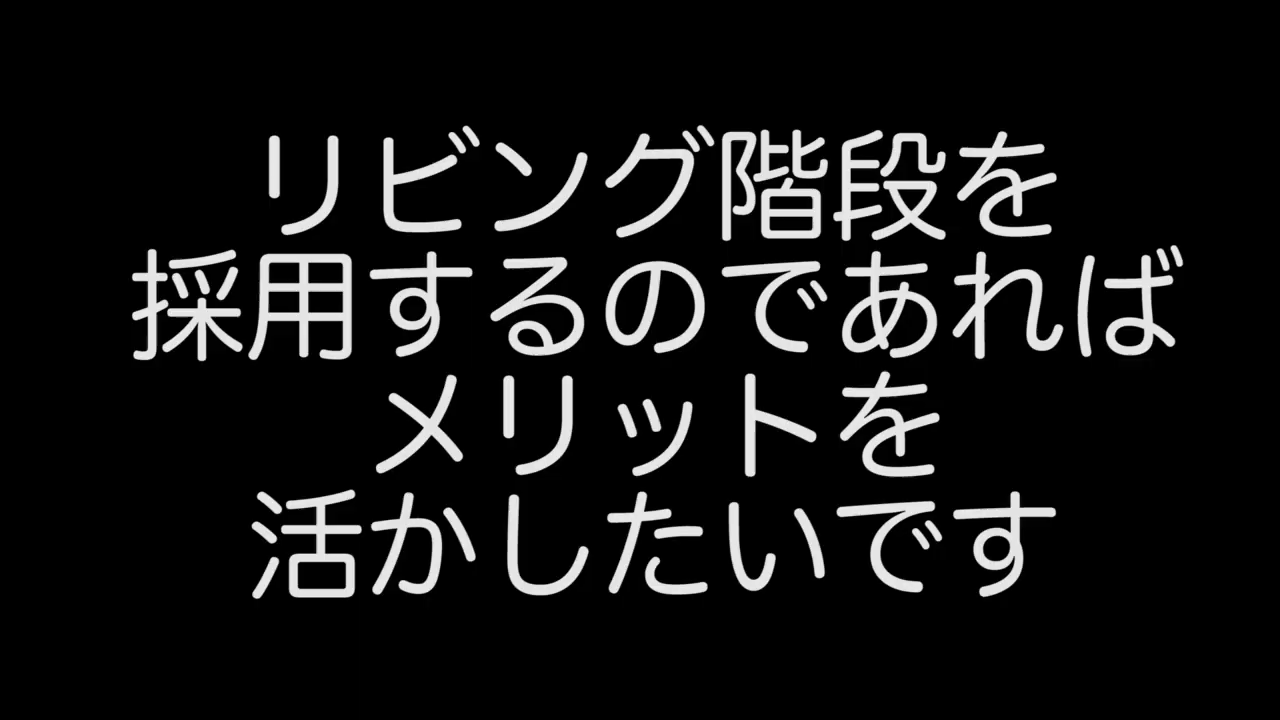 リビング階段を
採用するのであれば
メリットを
活かしたいです